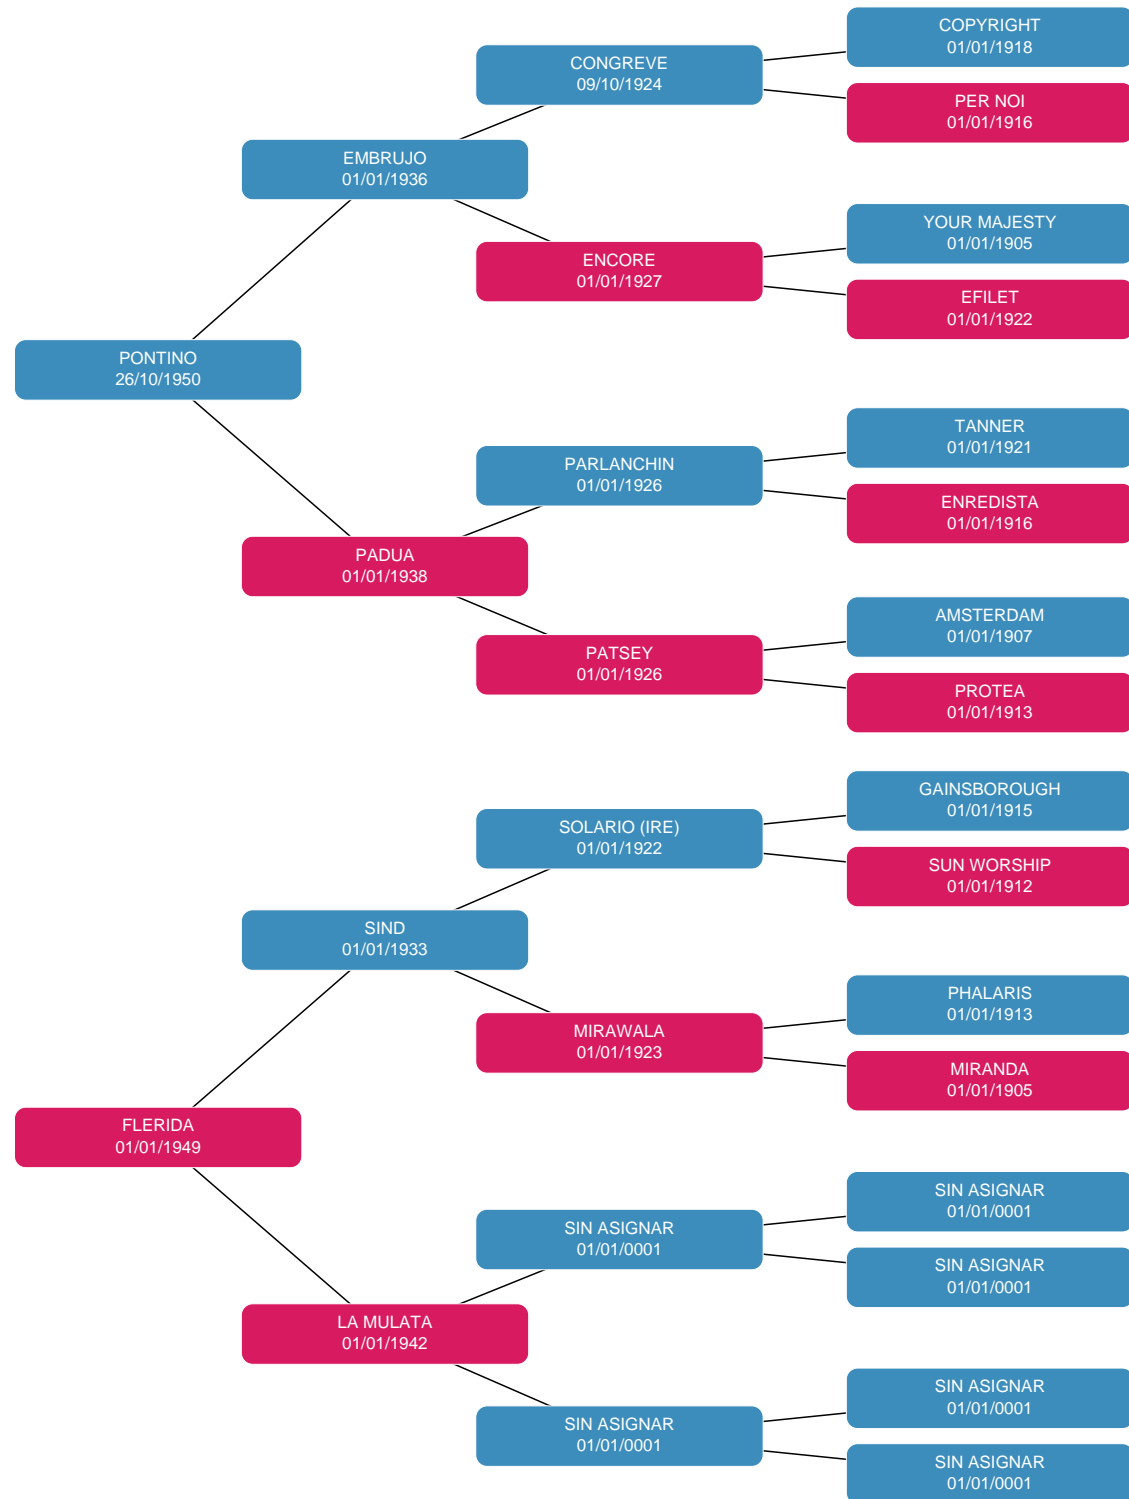 COPYRIGHT
01/01/1918
CONGREVE
09/10/1924
PER NOI
01/01/1916
EMBRUJO
01/01/1936
YOUR MAJESTY
01/01/1905
ENCORE
01/01/1927
EFILET
01/01/1922
PONTINO
26/10/1950
TANNER
01/01/1921
PARLANCHIN
01/01/1926
ENREDISTA
01/01/1916
PADUA
01/01/1938
AMSTERDAM
01/01/1907
PATSEY
01/01/1926
PROTEA
01/01/1913
GAINSBOROUGH
01/01/1915
SOLARIO (IRE)
01/01/1922
SUN WORSHIP
01/01/1912
SIND
01/01/1933
PHALARIS
01/01/1913
MIRAWALA
01/01/1923
MIRANDA
01/01/1905
FLERIDA
01/01/1949
SIN ASIGNAR
01/01/0001
SIN ASIGNAR
01/01/0001
SIN ASIGNAR
01/01/0001
LA MULATA
01/01/1942
SIN ASIGNAR
01/01/0001
SIN ASIGNAR
01/01/0001
SIN ASIGNAR
01/01/0001